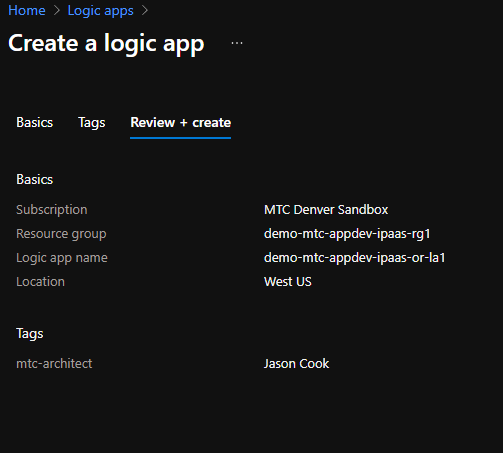 Home > Logic apps >
Create a logic app ...
Basics Tags Review + create
Basics
Subscription MTC Denver Sandbox
Resource group demo-mtc-appdev-ipaas-rg1
Logic app name demo-mtc-appdev-ipaas-or-la1
Location West US
Tags
mtc-architect Jason Cook